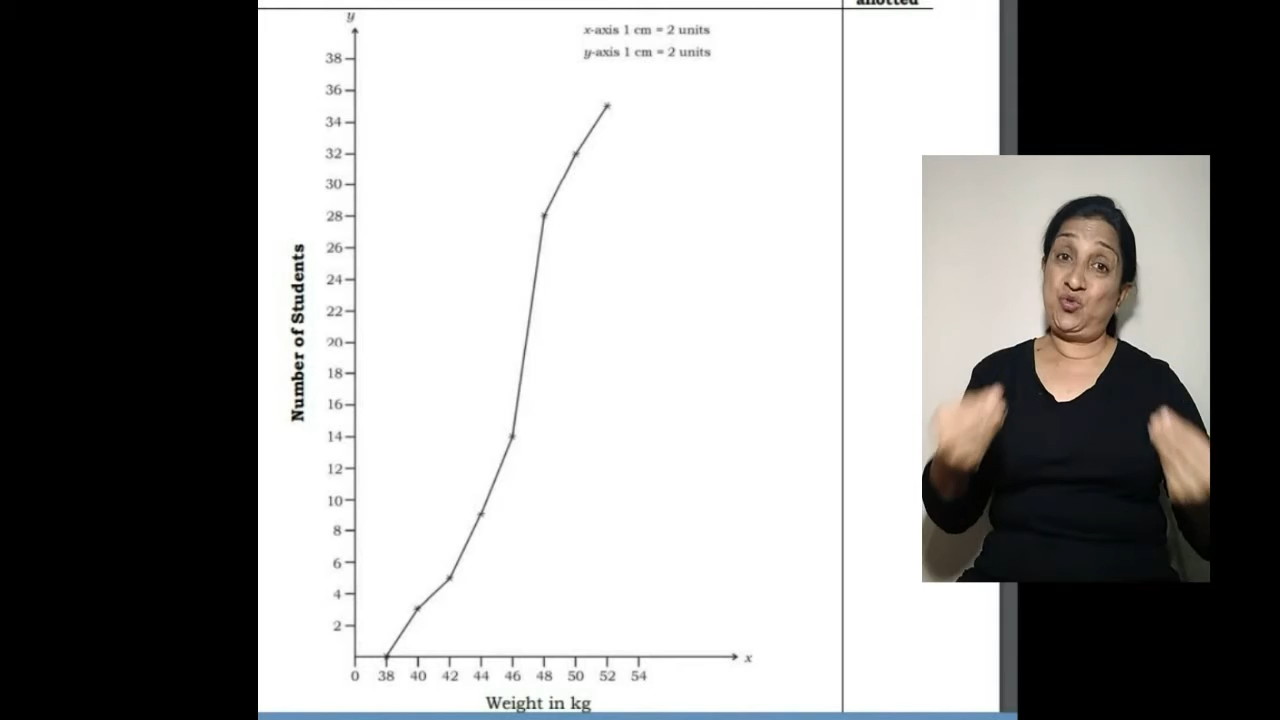 allotted
y
x-axis 1 cm = 2 units
y-axis 1 cm = 2 units
38
36
34
32
30
28
26
24
22
20
18
16
14
12
10
8
6
4
2
Number of Students
x
0 38 40 42 44 46 48 50 52 54
Weight in kg